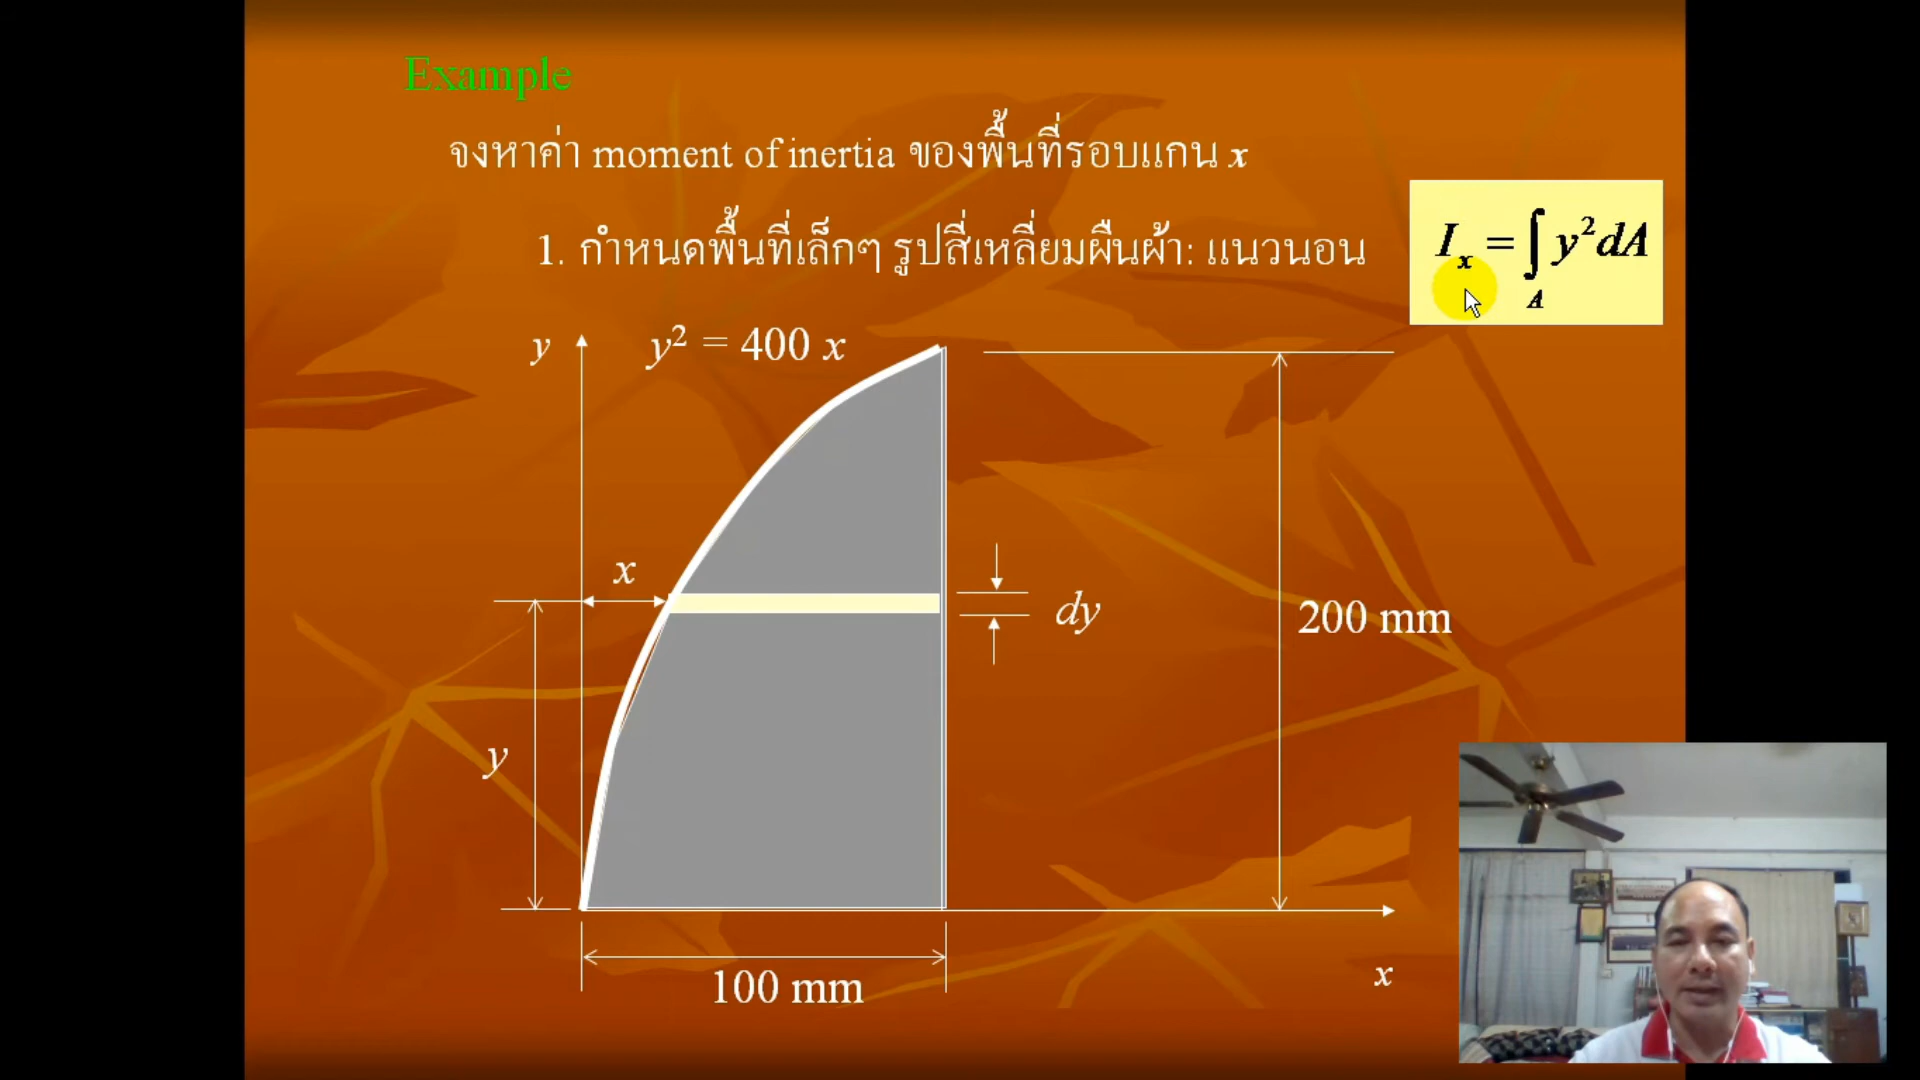 Example
จงหาค่า moment of inertia ของพื้นที่รอบแกน x
1. กำหนดพื้นที่เล็กๆ รูปสี่เหลี่ยมผืนผ้า: แนวนอน
Iₓ = ∫ y² dA
A
y
y² = 400 x
x
dy
200 mm
y
100 mm
x